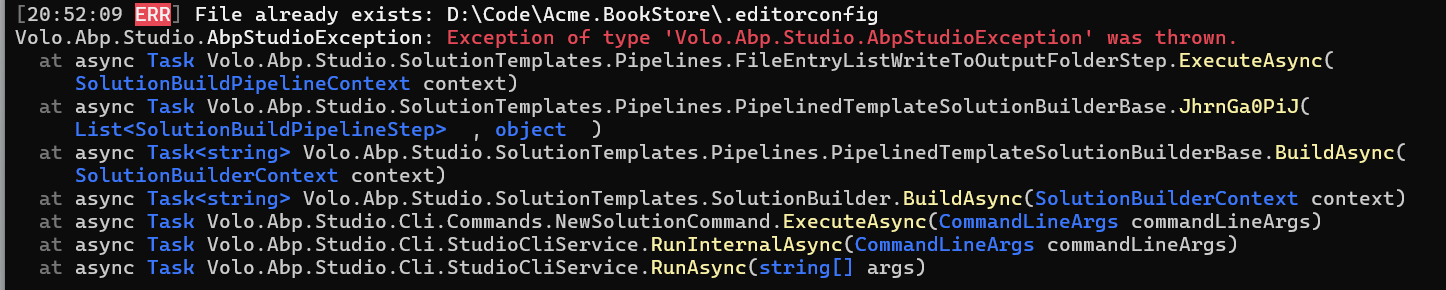 [20:52:09 ERR] File already exists: D:\Code\Acme.BookStore\.editorconfig
Volo.Abp.Studio.AbpStudioException: Exception of type 'Volo.Abp.Studio.AbpStudioException' was thrown.
at async Task Volo.Abp.Studio.SolutionTemplates.Pipelines.FileEntryListWriteToOutputFolderStep.ExecuteAsync(
SolutionBuildPipelineContext context)
at async Task Volo.Abp.Studio.SolutionTemplates.Pipelines.PipelinedTemplateSolutionBuilderBase.JhrnGa0PiJ(
List<SolutionBuildPipelineStep> , object )
at async Task<string> Volo.Abp.Studio.SolutionTemplates.Pipelines.PipelinedTemplateSolutionBuilderBase.BuildAsync(
SolutionBuilderContext context)
at async Task<string> Volo.Abp.Studio.SolutionTemplates.SolutionBuilder.BuildAsync(SolutionBuilderContext context)
at async Task Volo.Abp.Studio.Cli.Commands.NewSolutionCommand.ExecuteAsync(CommandLineArgs commandLineArgs)
at async Task Volo.Abp.Studio.Cli.StudioCliService.RunInternalAsync(CommandLineArgs commandLineArgs)
at async Task Volo.Abp.Studio.Cli.StudioCliService.RunAsync(string[] args)